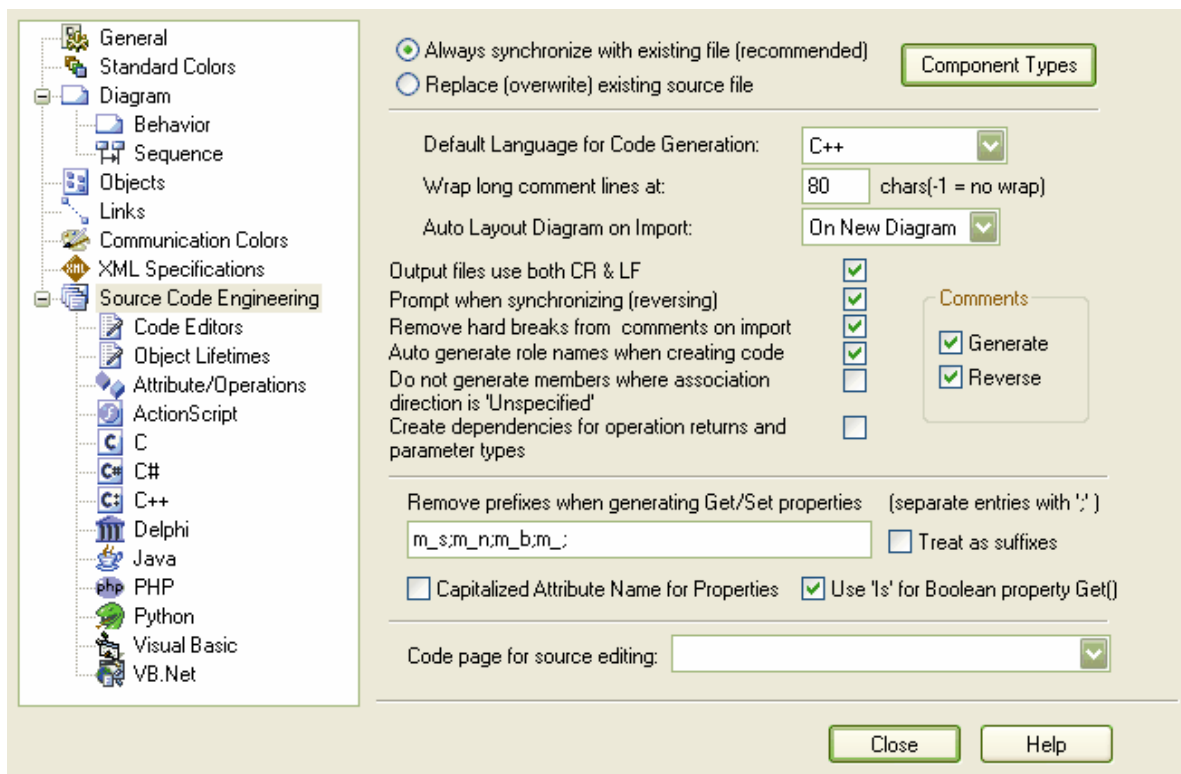 General
Standard Colors
Diagram
Behavior
Sequence
Objects
Links
Communication Colors
XML Specifications
Source Code Engineering
Code Editors
Object Lifetimes
Attribute/Operations
ActionScript
C
C#
C++
Delphi
Java
PHP
Python
Visual Basic
VB.Net
Always synchronize with existing file (recommended)
Replace (overwrite) existing source file
Component Types
Default Language for Code Generation: C++
Wrap long comment lines at: 80 chars(-1 = no wrap)
Auto Layout Diagram on Import: On New Diagram
Output files use both CR & LF
Prompt when synchronizing (reversing)
Remove hard breaks from comments on import
Auto generate role names when creating code
Do not generate members where association
direction is 'Unspecified'
Create dependencies for operation returns and
parameter types
Comments
Generate
Reverse
Remove prefixes when generating Get/Set properties (separate entries with ';' )
m_s;m_n;m_b;m_; Treat as suffixes
Capitalized Attribute Name for Properties Use 'Is' for Boolean property Get()
Code page for source editing:
Close Help